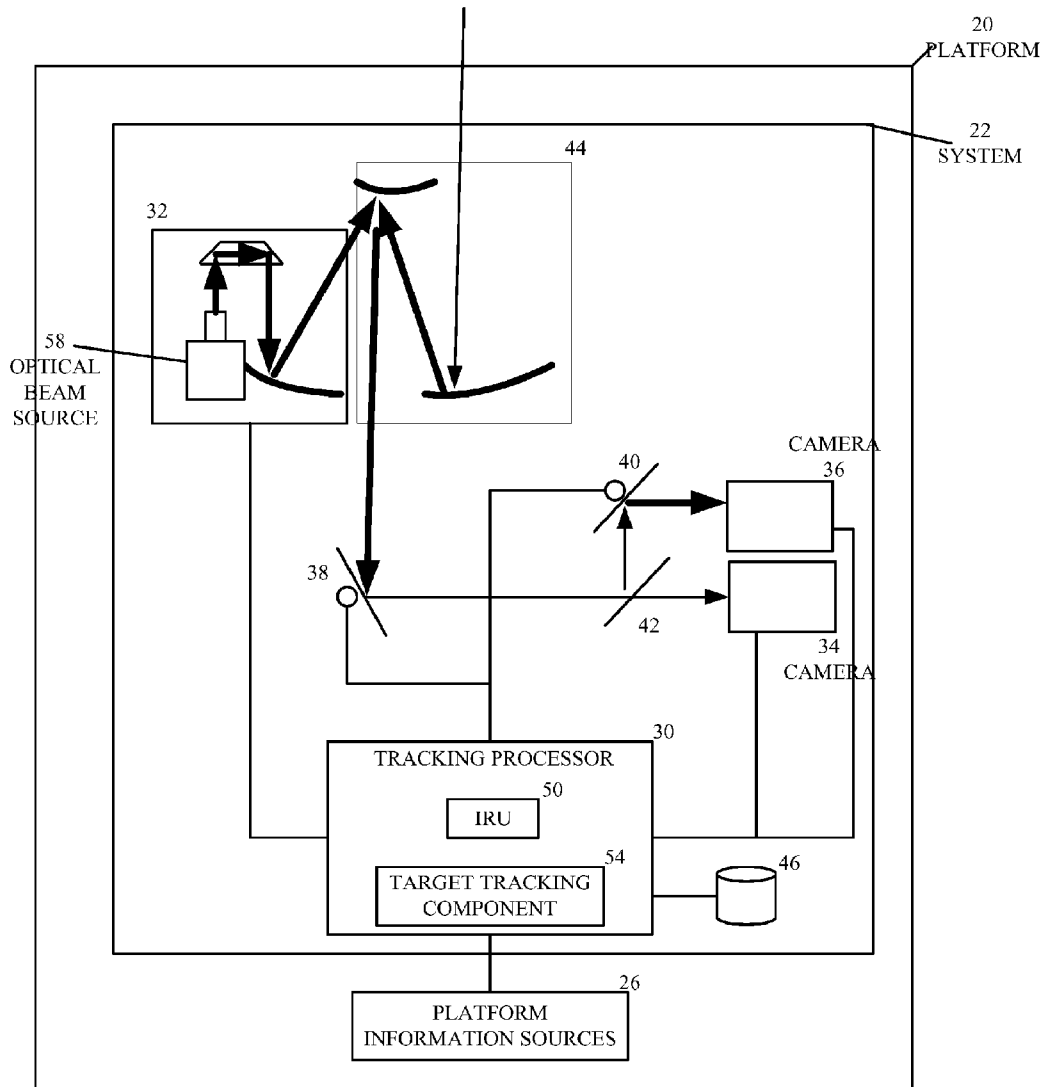 20
PLATFORM
22
SYSTEM
44
32
58
OPTICAL
BEAM
SOURCE
CAMERA
36
40
38
42
34
CAMERA
30
TRACKING PROCESSOR
50
IRU
54
TARGET TRACKING
COMPONENT
46
26
PLATFORM
INFORMATION SOURCES